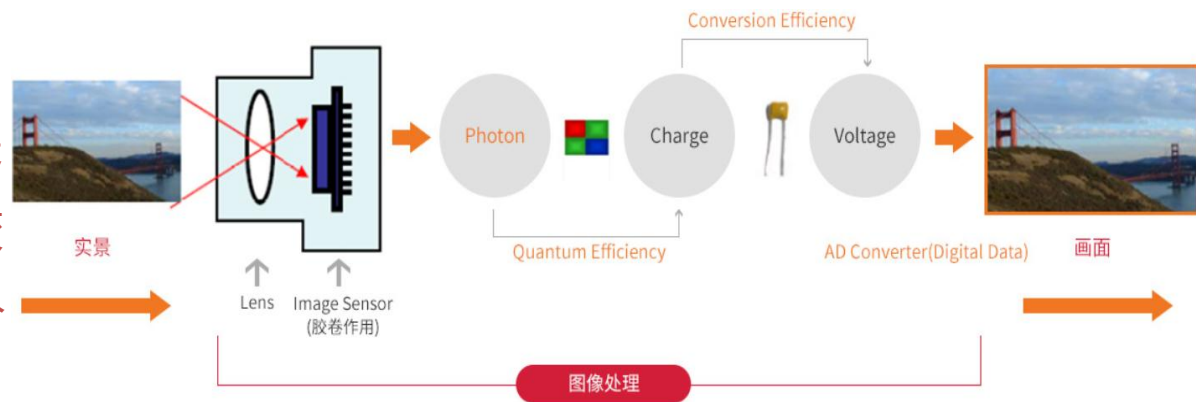 Conversion Efficiency
Photon
Charge
Voltage
实景
Quantum Efficiency
AD Converter(Digital Data)
画面
Lens
Image Sensor
(胶卷作用)
图像处理